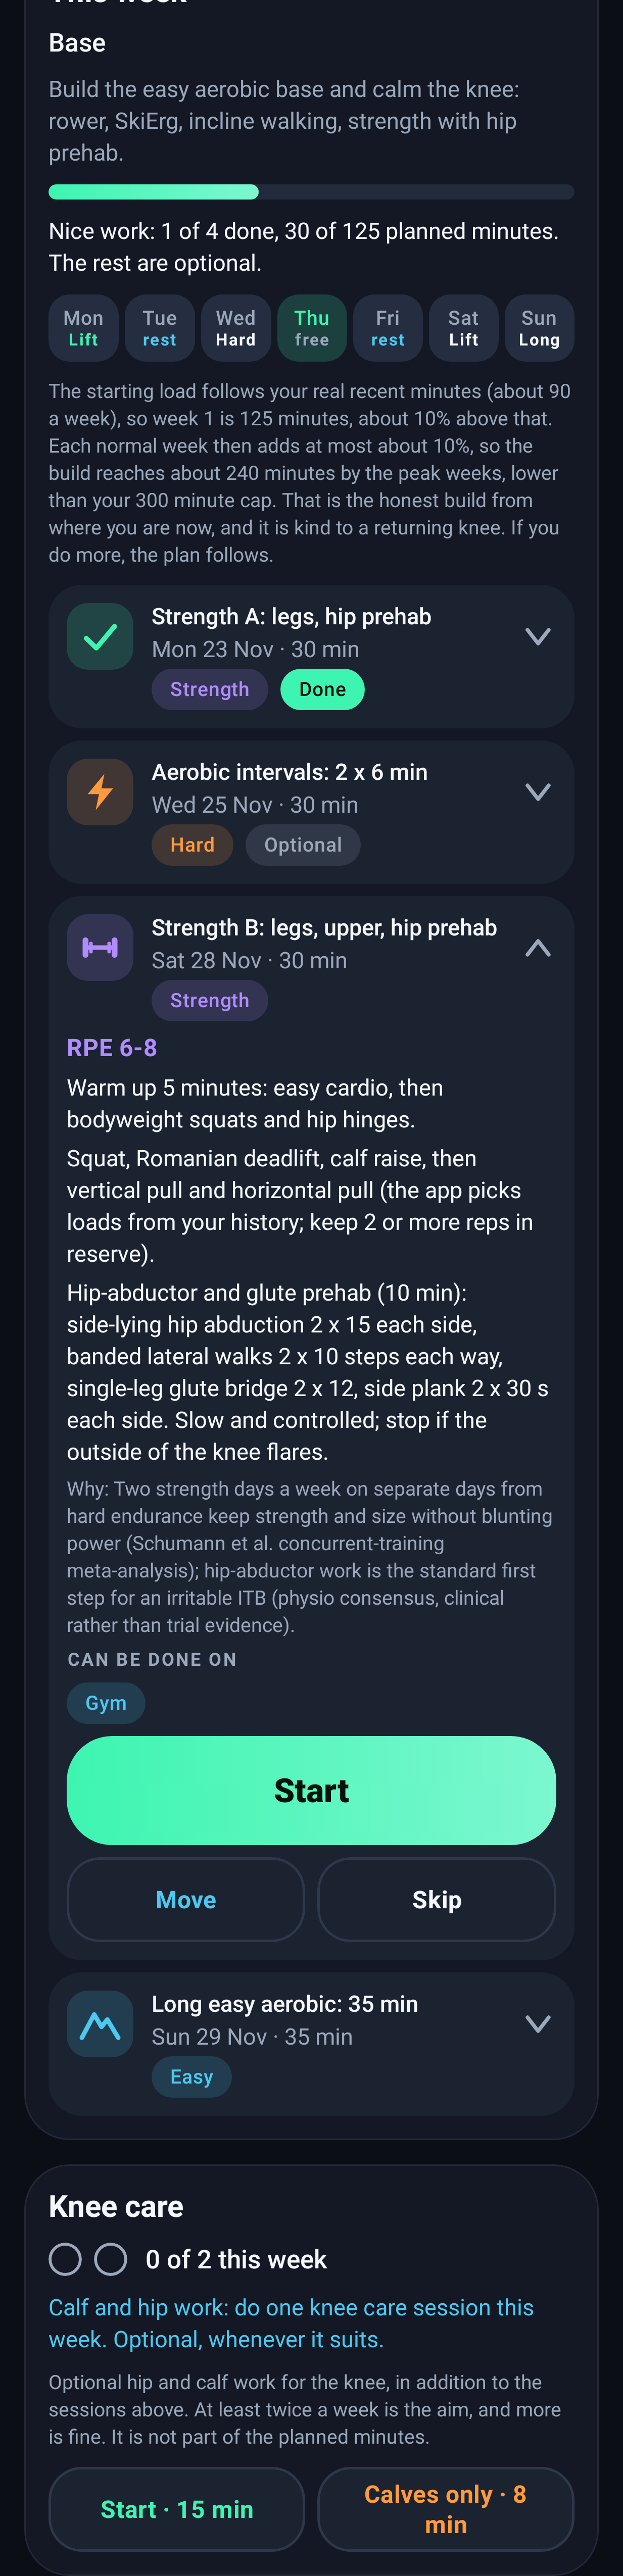 This week
Base
Build the easy aerobic base and calm the knee:
rower, SkiErg, incline walking, strength with hip
prehab.
Nice work: 1 of 4 done, 30 of 125 planned minutes.
The rest are optional.
Mon Tue Wed Thu Fri Sat Sun
Lift rest Hard free rest Lift Long
The starting load follows your real recent minutes (about 90
a week), so week 1 is 125 minutes, about 10% above that.
Each normal week then adds at most about 10%, so the
build reaches about 240 minutes by the peak weeks, lower
than your 300 minute cap. That is the honest build from
where you are now, and it is kind to a returning knee. If you
do more, the plan follows.
Strength A: legs, hip prehab
Mon 23 Nov · 30 min
Strength Done
Aerobic intervals: 2 x 6 min
Wed 25 Nov · 30 min
Hard Optional
Strength B: legs, upper, hip prehab
Sat 28 Nov · 30 min
Strength
RPE 6-8
Warm up 5 minutes: easy cardio, then
bodyweight squats and hip hinges.
Squat, Romanian deadlift, calf raise, then
vertical pull and horizontal pull (the app picks
loads from your history; keep 2 or more reps in
reserve).
Hip-abductor and glute prehab (10 min):
side-lying hip abduction 2 x 15 each side,
banded lateral walks 2 x 10 steps each way,
single-leg glute bridge 2 x 12, side plank 2 x 30 s
each side. Slow and controlled; stop if the
outside of the knee flares.
Why: Two strength days a week on separate days from
hard endurance keep strength and size without blunting
power (Schumann et al. concurrent-training
meta-analysis); hip-abductor work is the standard first
step for an irritable ITB (physio consensus, clinical
rather than trial evidence).
CAN BE DONE ON
Gym
Start
Move Skip
Long easy aerobic: 35 min
Sun 29 Nov · 35 min
Easy
Knee care
0 of 2 this week
Calf and hip work: do one knee care session this
week. Optional, whenever it suits.
Optional hip and calf work for the knee, in addition to the
sessions above. At least twice a week is the aim, and more
is fine. It is not part of the planned minutes.
Start · 15 min
Calves only · 8
min